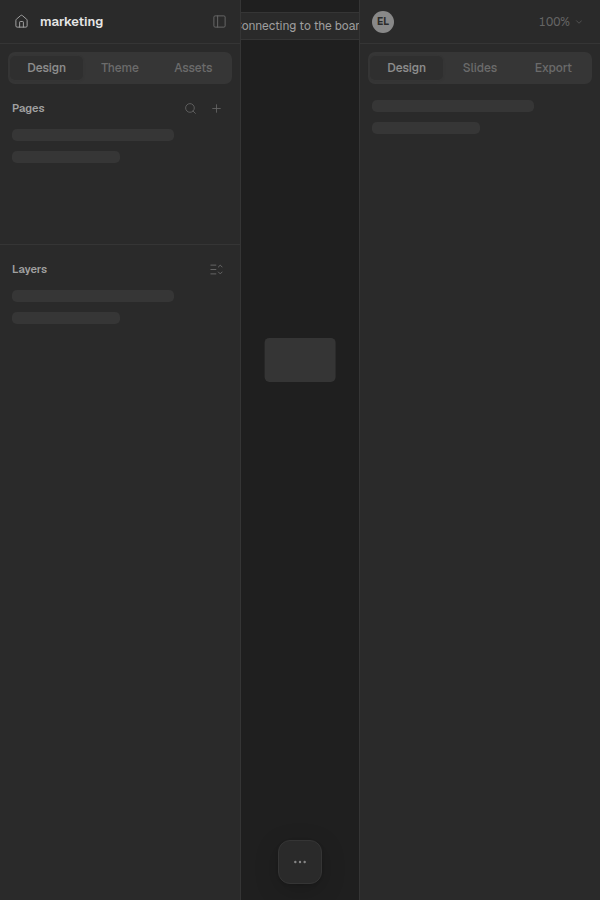 marketing
Design Theme Assets
Pages
Layers
onnecting to the boar
EL
100%
Design Slides Export